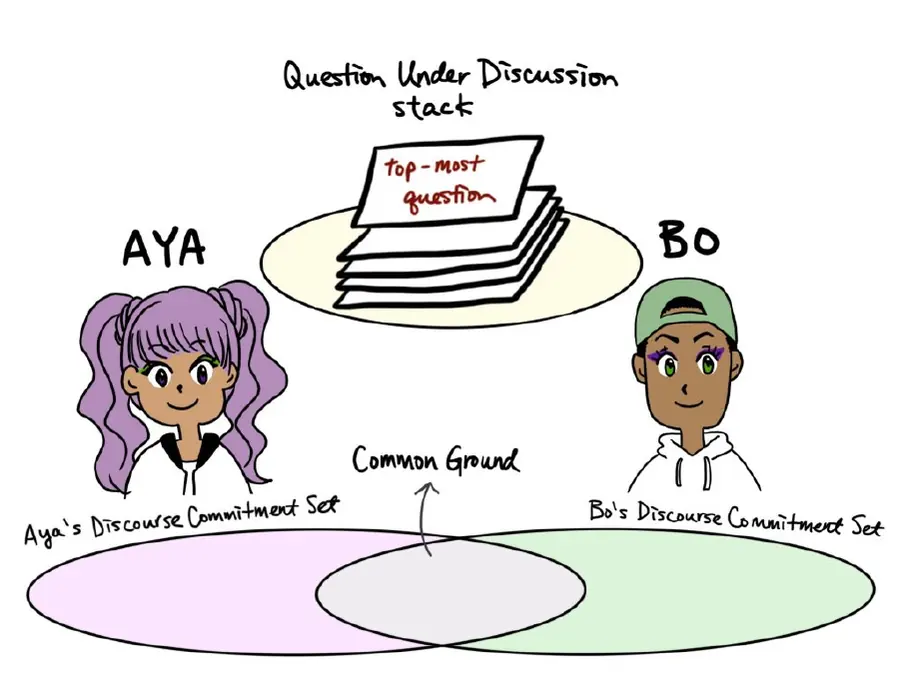 Question Under Discussion
stack
top-most
question
AYA
BO
Common Ground
Aya's Discourse Commitment Set
Bo's Discourse Commitment Set